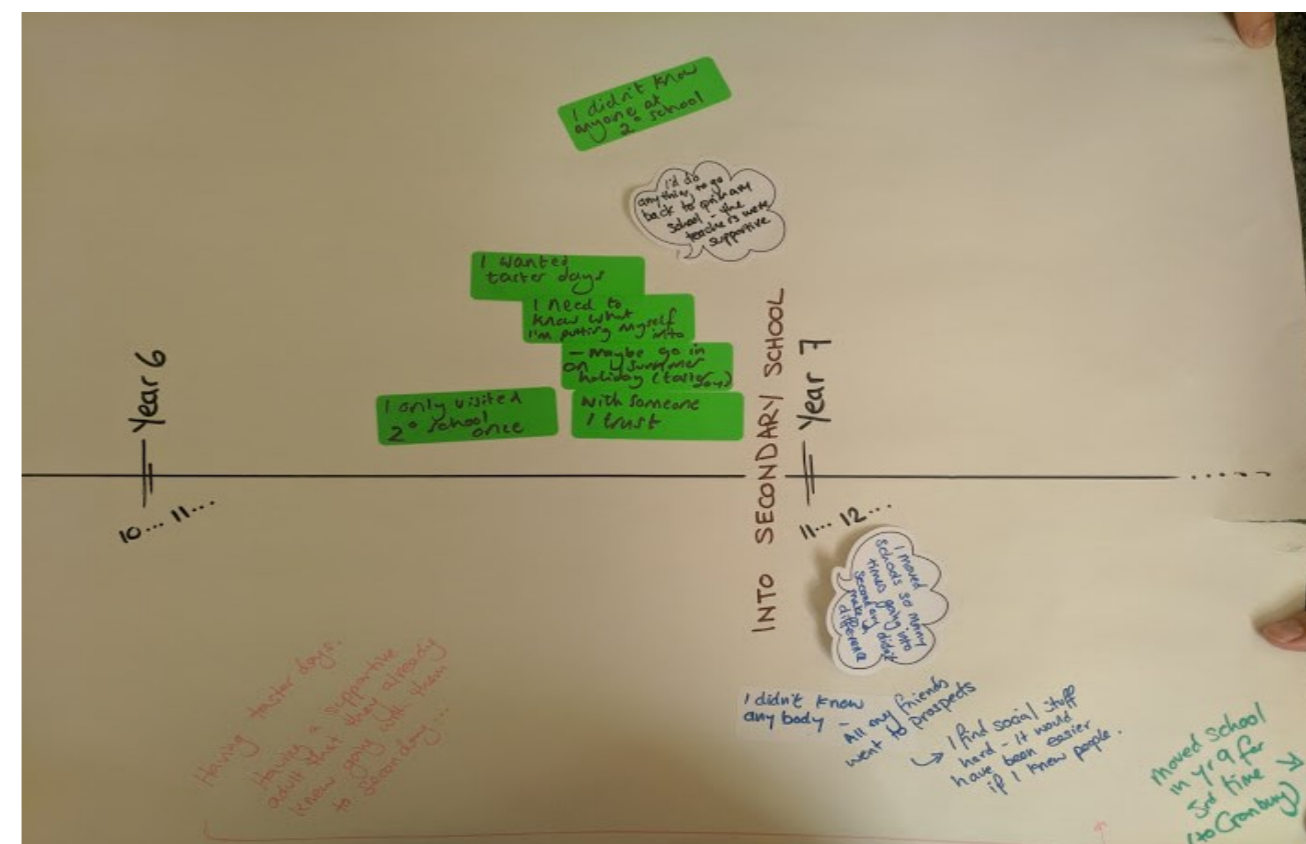 I didn't know
anyone at
2° school
I'd do
anything to go
back to primary
school - the
teachers were
supportive
I wanted
taster days
I need to
know what
I'm putting myself
into
- Maybe go in
on summer
holiday (taster days)
with someone
I trust
I only visited
2° school
once
Year 6
10... 11...
INTO SECONDARY SCHOOL
Year 7
11... 12...
I moved
schools so many
times going into
secondary didn't
make a
difference
I didn't know
any body -
All my friends
went to prospects
I find social stuff
hard - it would
have been easier
if I knew people.
Having taster days.
Having a supportive
adult that they already
knew going with them
to secondary...
moved school
in yr 9 for
3rd time
(to Cranbury)